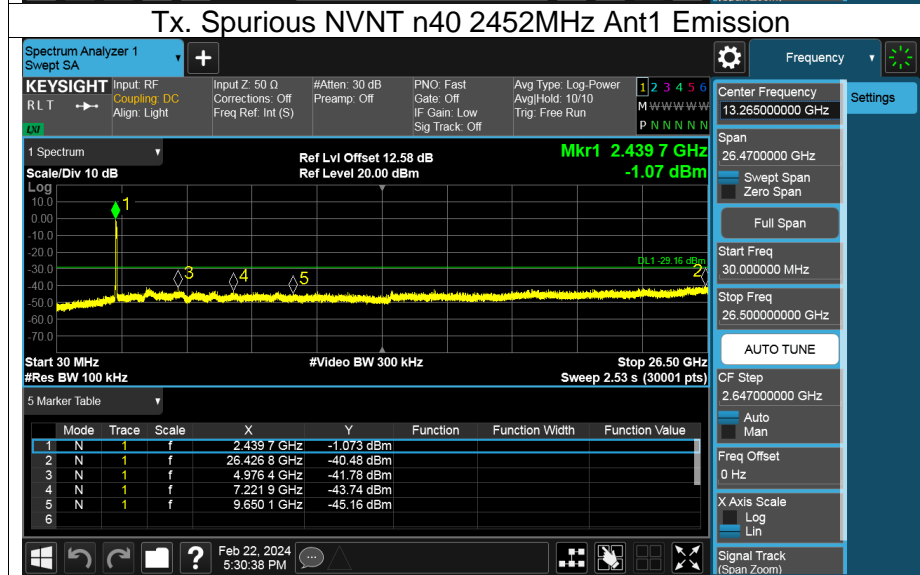 Tx. Spurious NVNT n40 2452MHz Ant1 Emission
Spectrum Analyzer 1
Swept SA
+
Frequency
KEYSIGHT Input: RF Input Z: 50 Ω #Atten: 30 dB PNO: Fast Avg Type: Log-Power 1 2 3 4 5 6
R L T Coupling: DC Corrections: Off Preamp: Off Gate: Off Avg|Hold: 10/10 M W W W W W
Align: Light Freq Ref: Int (S) IF Gain: Low Trig: Free Run
LXI Sig Track: Off P N N N N N
1 Spectrum
Scale/Div 10 dB
Ref Lvl Offset 12.58 dB
Ref Level 20.00 dBm
Mkr1 2.439 7 GHz
-1.07 dBm
Log
10.0
0.00
-10.0
-20.0
-30.0
-40.0
-50.0
-60.0
-70.0
1
3
4
5
2
DL1 -29.16 dBm
Start 30 MHz #Video BW 300 kHz Stop 26.50 GHz
#Res BW 100 kHz Sweep 2.53 s (30001 pts)
5 Marker Table
Mode Trace Scale X Y Function Function Width Function Value
1 N 1 f 2.439 7 GHz -1.073 dBm
2 N 1 f 26.426 8 GHz -40.48 dBm
3 N 1 f 4.976 4 GHz -41.78 dBm
4 N 1 f 7.221 9 GHz -43.74 dBm
5 N 1 f 9.650 1 GHz -45.16 dBm
6
?
Feb 22, 2024
5:30:38 PM
Center Frequency
13.265000000 GHz
Settings
Span
26.4700000 GHz
Swept Span
Zero Span
Full Span
Start Freq
30.000000 MHz
Stop Freq
26.500000000 GHz
AUTO TUNE
CF Step
2.647000000 GHz
Auto
Man
Freq Offset
0 Hz
X Axis Scale
Log
Lin
Signal Track
(Span Zoom)